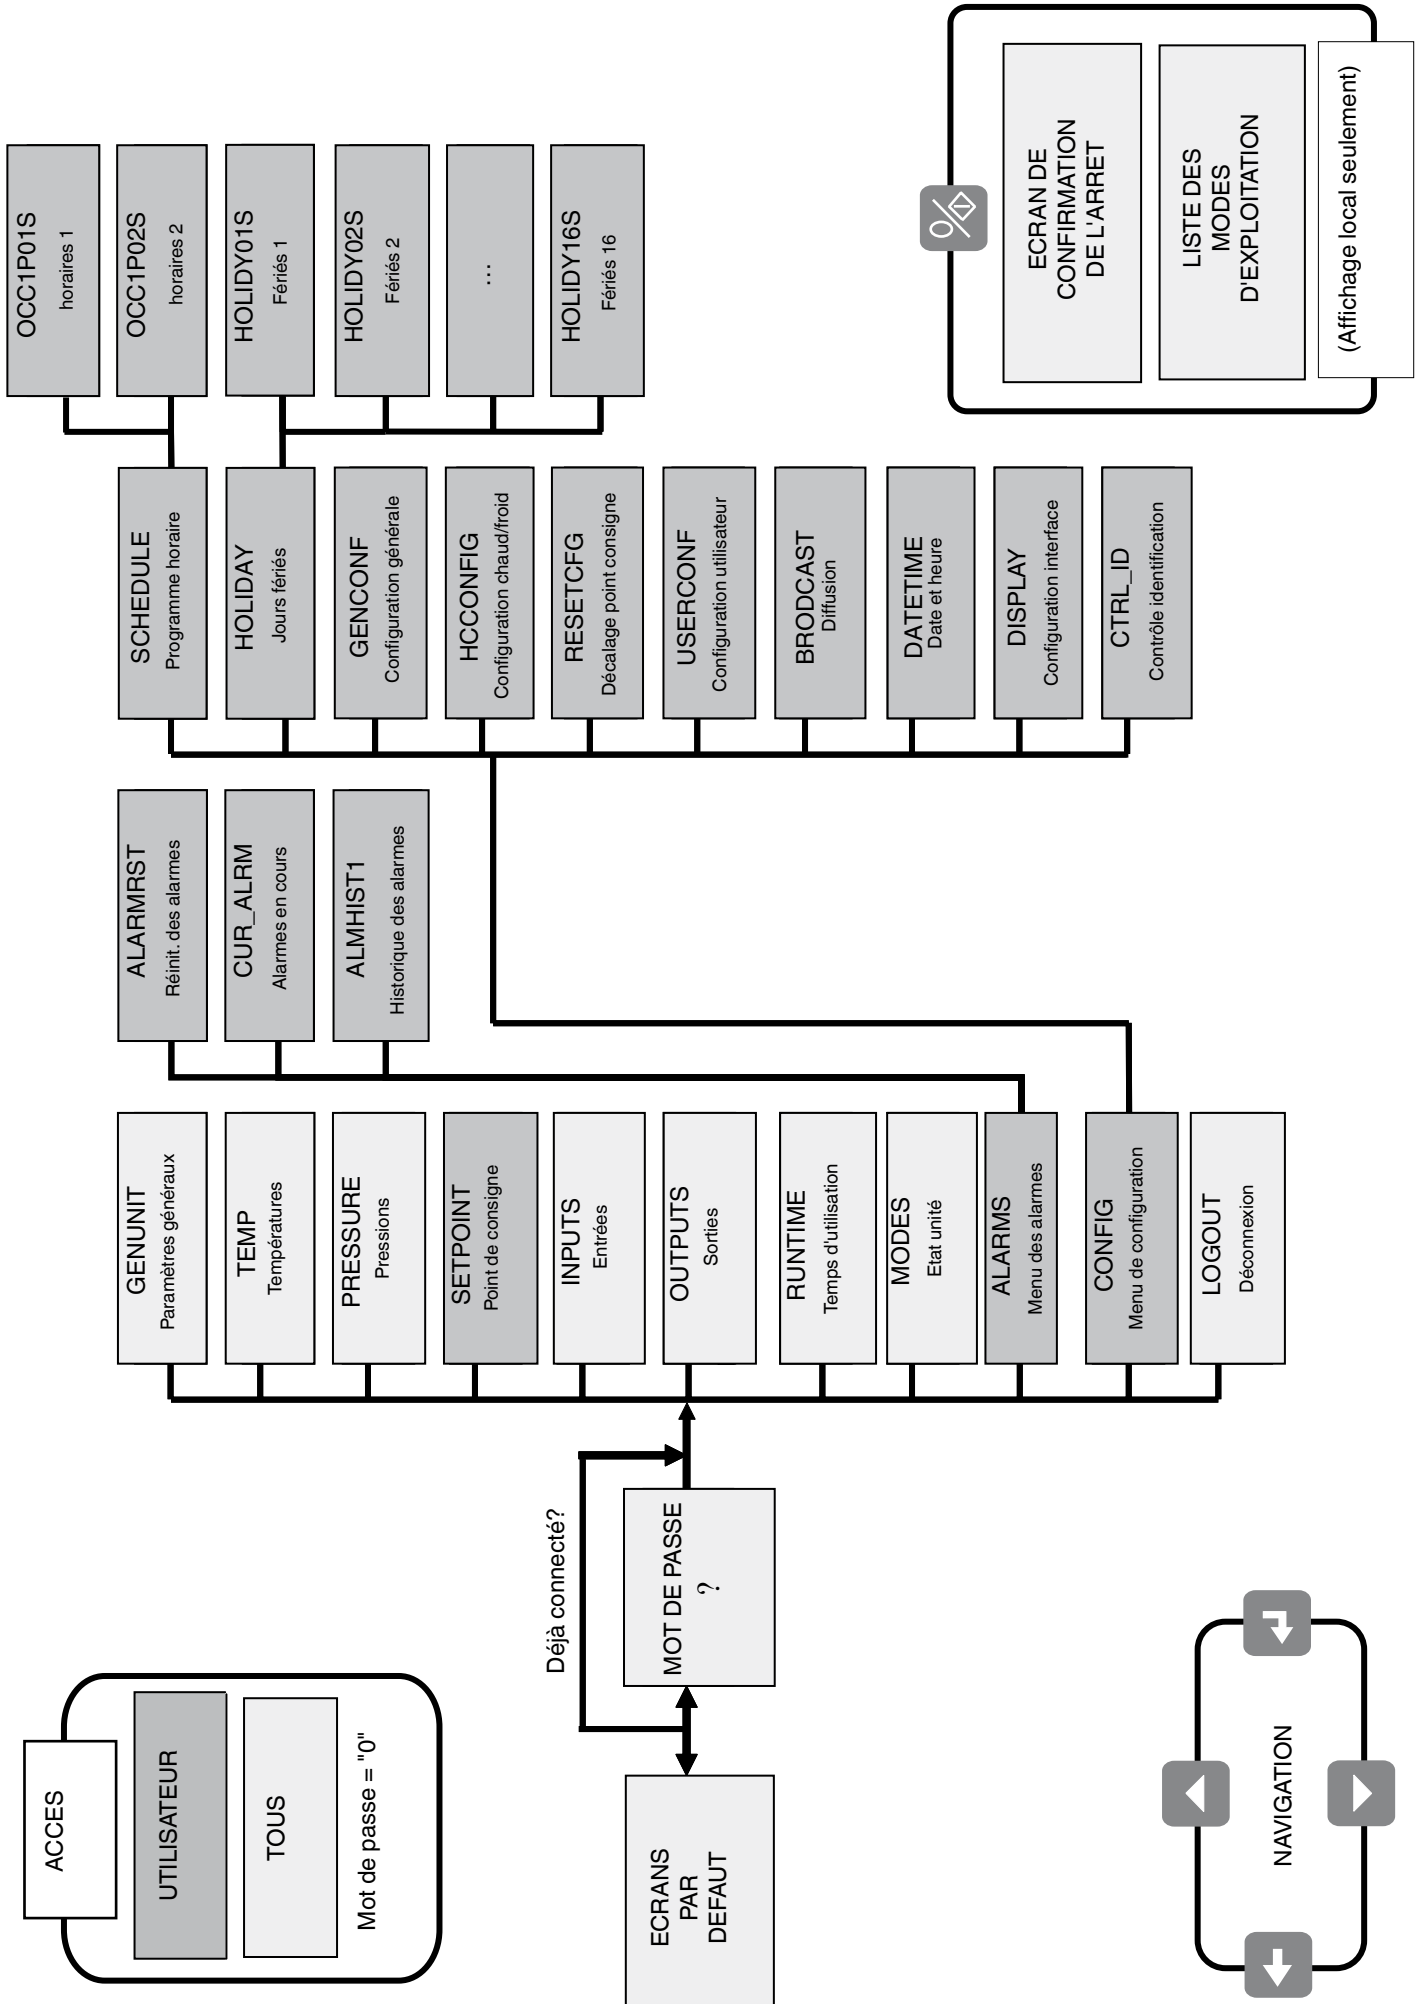 ACCES
UTILISATEUR
TOUS
Mot de passe = "0"
ECRANS
PAR
DEFAUT
Déjà connecté?
MOT DE PASSE
?
GENUNIT
Paramètres généraux
TEMP
Températures
PRESSURE
Pressions
SETPOINT
Point de consigne
INPUTS
Entrées
OUTPUTS
Sorties
RUNTIME
Temps d'utilisation
MODES
Etat unité
ALARMS
Menu des alarmes
CONFIG
Menu de configuration
LOGOUT
Déconnexion
ALARMRST
Réinit. des alarmes
CUR_ALRM
Alarmes en cours
ALMHIST1
Historique des alarmes
SCHEDULE
Programme horaire
HOLIDAY
Jours fériés
GENCONF
Configuration générale
HCCONFIG
Configuration chaud/froid
RESETCFG
Décalage point consigne
USERCONF
Configuration utilisateur
BRODCAST
Diffusion
DATETIME
Date et heure
DISPLAY
Configuration interface
CTRL_ID
Contrôle identification
OCC1P01S
horaires 1
OCC1P02S
horaires 2
HOLIDY01S
Fériés 1
HOLIDY02S
Fériés 2
...
HOLIDY16S
Fériés 16
NAVIGATION
ECRAN DE
CONFIRMATION
DE L'ARRET
LISTE DES
MODES
D'EXPLOITATION
(Affichage local seulement)